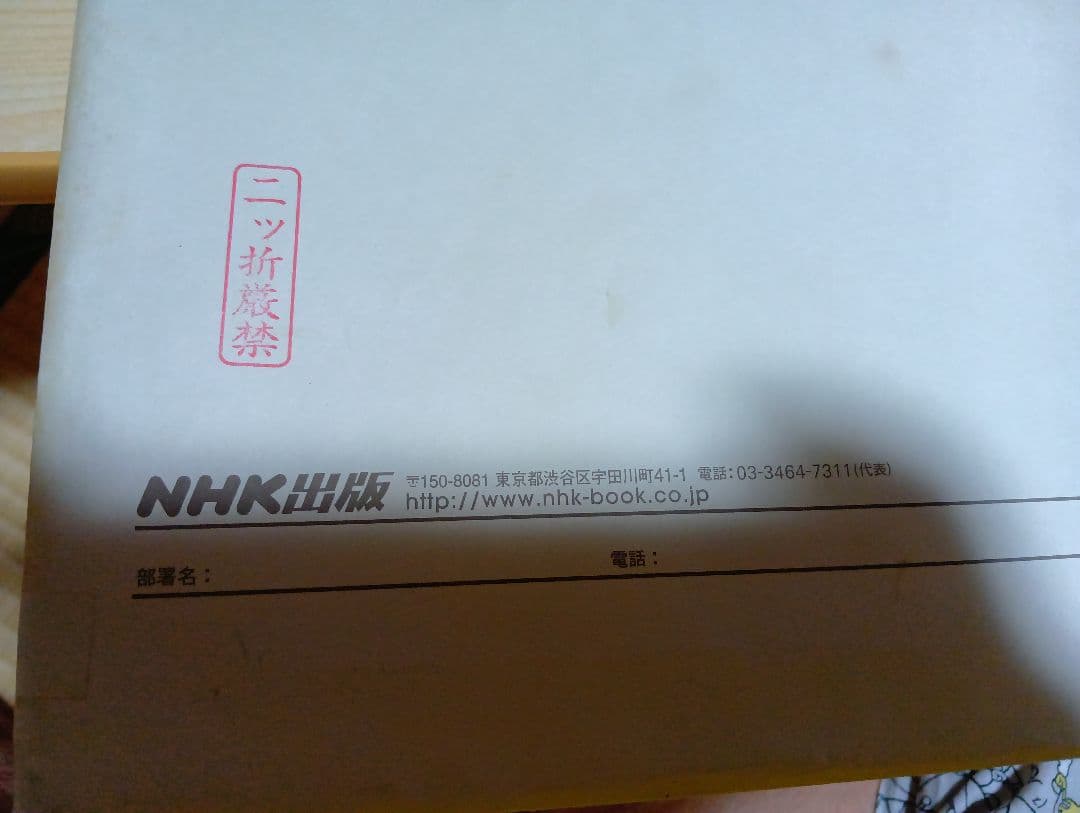 二ッ折厳禁
NHK出版 〒150-8081 東京都渋谷区宇田川町41-1 電話:03-3464-7311(代表)
http://www.nhk-book.co.jp
部署名: 電話: